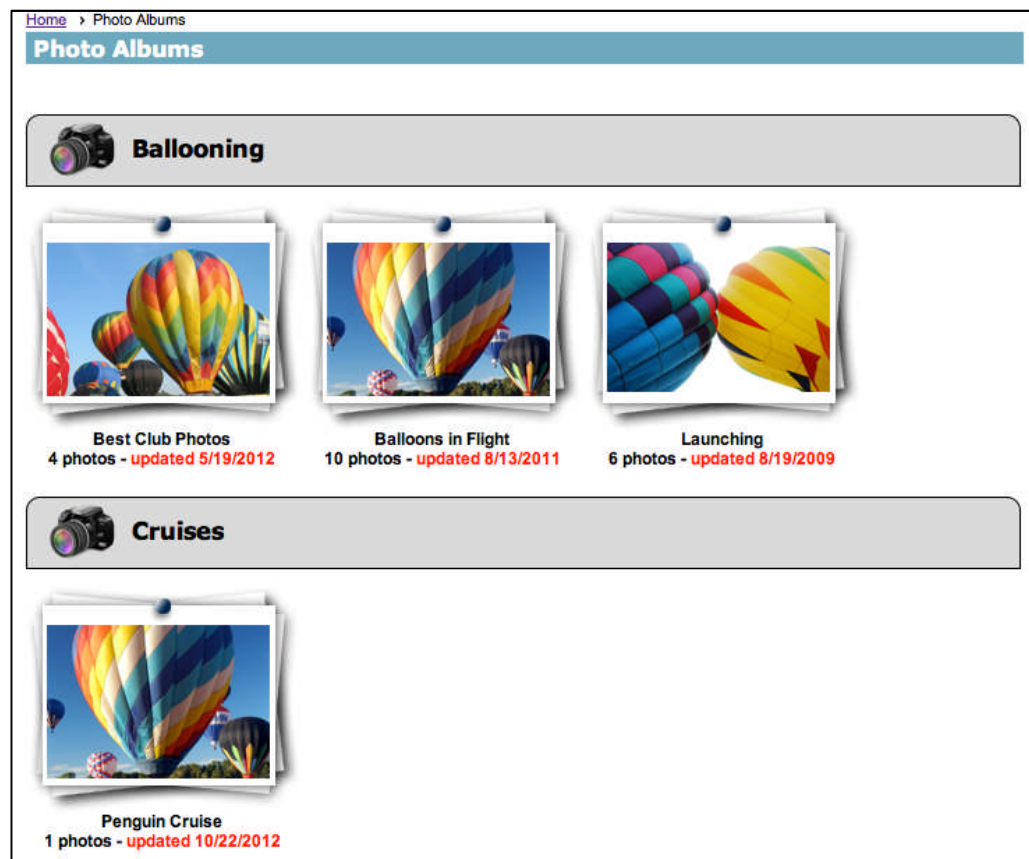 Home › Photo Albums
Photo Albums
Ballooning
Best Club Photos
4 photos - updated 5/19/2012
Balloons in Flight
10 photos - updated 8/13/2011
Launching
6 photos - updated 8/19/2009
Cruises
Penguin Cruise
1 photos - updated 10/22/2012